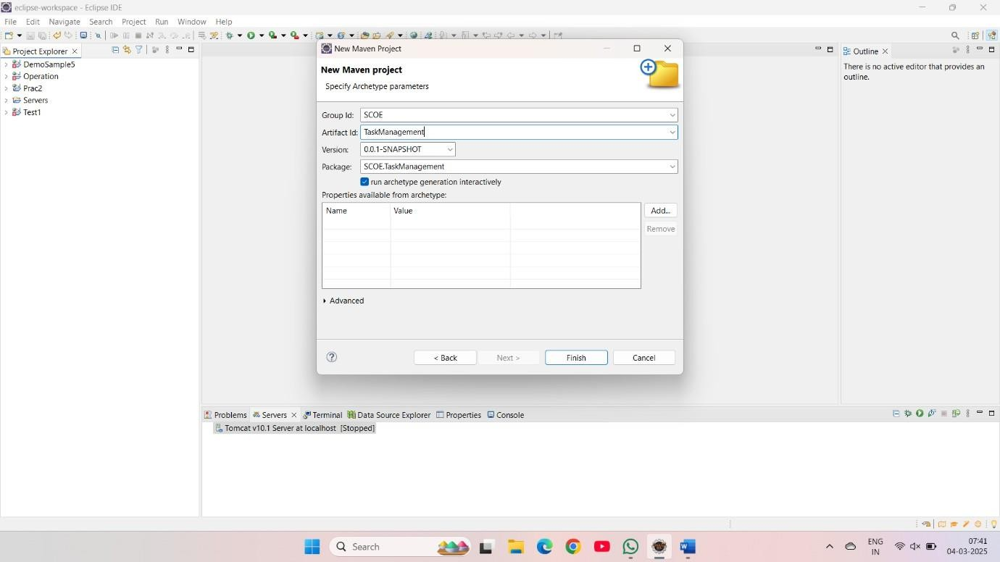 eclipse-workspace - Eclipse IDE
File Edit Navigate Search Project Run Window Help
Project Explorer
DemoSample5
Operation
Prac2
Servers
Test1
New Maven Project
New Maven project
Specify Archetype parameters
Group Id: SCOE
Artifact Id: TaskManagement
Version: 0.0.1-SNAPSHOT
Package: SCOE.TaskManagement
run archetype generation interactively
Properties available from archetype:
Name Value
Add...
Remove
Advanced
< Back Next > Finish Cancel
Outline
There is no active editor that provides an
outline.
Problems Servers Terminal Data Source Explorer Properties Console
Tomcat v10.1 Server at localhost [Stopped]
Search
ENG
IN
07:41
04-03-2025